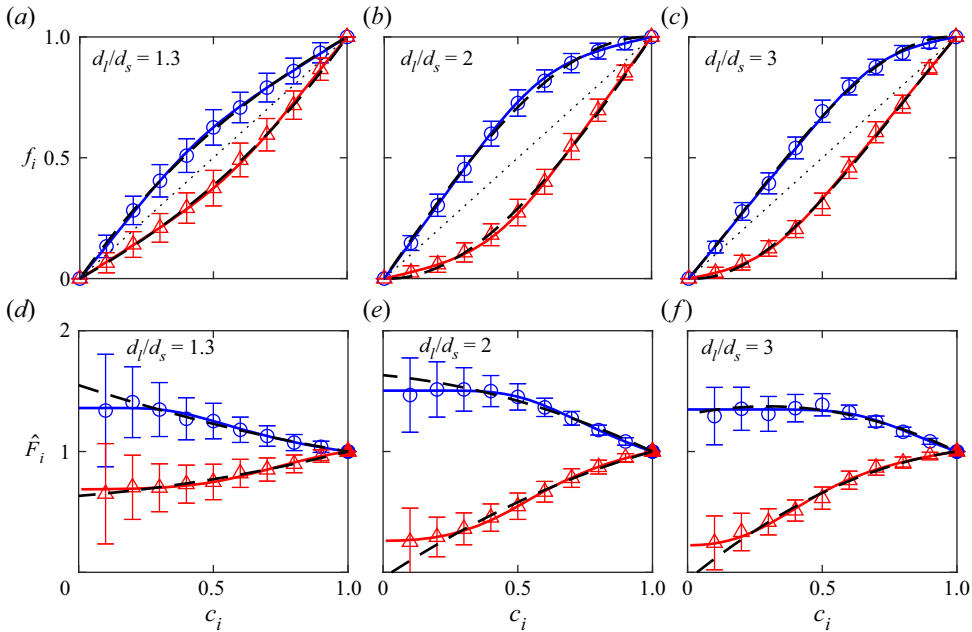 (a) (b) (c)
1.0
d_l/d_s = 1.3 d_l/d_s = 2 d_l/d_s = 3
f_i 0.5
0
(d) (e) (f)
2
d_l/d_s = 1.3 d_l/d_s = 2 d_l/d_s = 3
F̂_i 1
0 0.5 1.0 0 0.5 1.0 0 0.5 1.0
c_i c_i c_i